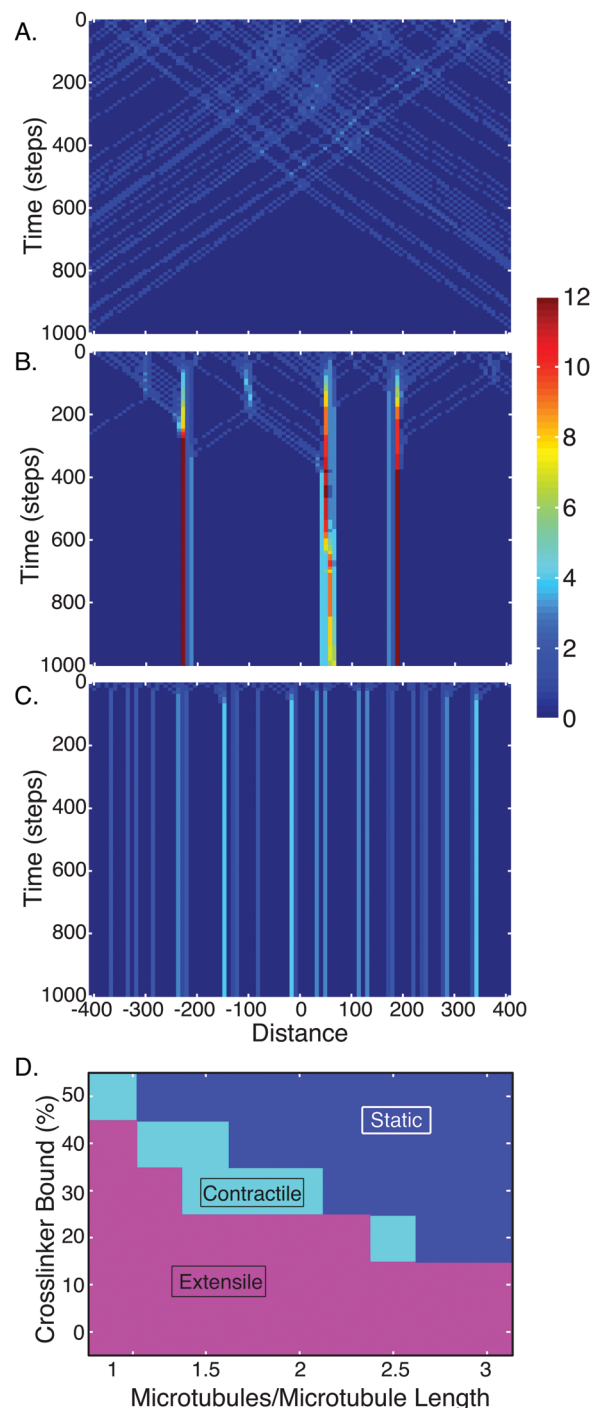 A.
0
200
400
600
800
1000
Time (steps)
B.
0
200
400
600
800
1000
Time (steps)
12
10
8
6
4
2
0
C.
0
200
400
600
800
1000
Time (steps)
-400 -300 -200 -100 0 100 200 300 400
Distance
D.
50
40
30
20
10
0
Crosslinker Bound (%)
Static
Contractile
Extensile
1 1.5 2 2.5 3
Microtubules/Microtubule Length